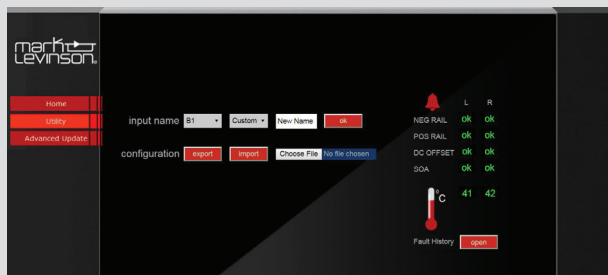 mark
Levinson®
Home
Utility
Advanced Update
input name B1 Custom New Name ok
configuration export import Choose File No file chosen
L R
NEG RAIL ok ok
POS RAIL ok ok
DC OFFSET ok ok
SOA ok ok
°C 41 42
Fault History open